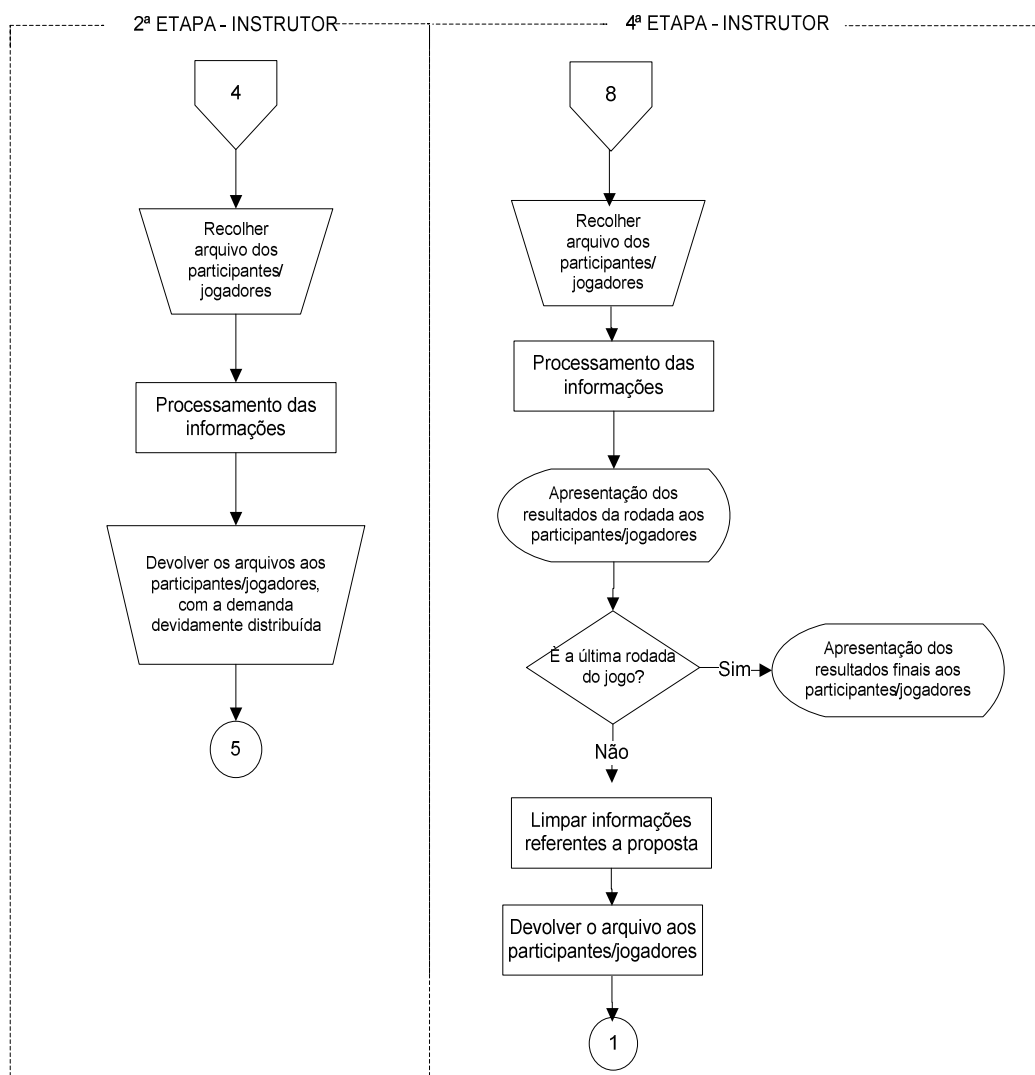 2ª ETAPA - INSTRUTOR
4
Recolher
arquivo dos
participantes/
jogadores
Processamento das
informações
Devolver os arquivos aos
participantes/jogadores,
com a demanda
devidamente distribuída
5
4ª ETAPA - INSTRUTOR
8
Recolher
arquivo dos
participantes/
jogadores
Processamento das
informações
Apresentação dos
resultados da rodada aos
participantes/jogadores
È a última rodada
do jogo?
Sim
Apresentação dos
resultados finais aos
participantes/jogadores
Não
Limpar informações
referentes a proposta
Devolver o arquivo aos
participantes/jogadores
1